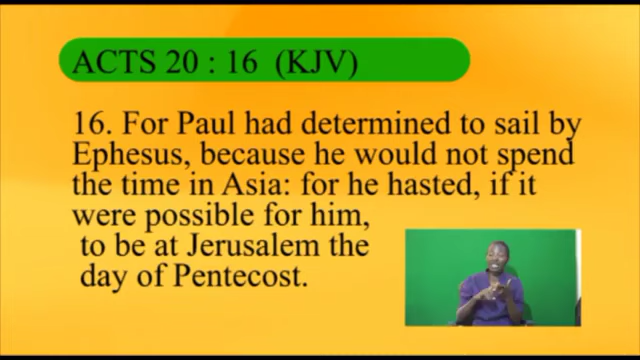 ACTS 20 : 16 (KJV)
16. For Paul had determined to sail by
Ephesus, because he would not spend
the time in Asia: for he hasted, if it
were possible for him,
to be at Jerusalem the
day of Pentecost.